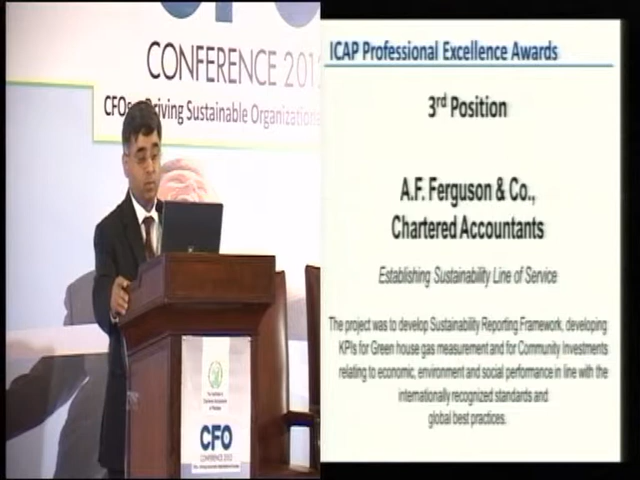 CFO
CONFERENCE 2012
CFOs - Driving Sustainable Organizations
ICAP Professional Excellence Awards
3rd Position
A.F. Ferguson & Co.,
Chartered Accountants
Establishing Sustainability Line of Service
The project was to develop Sustainability Reporting Framework, developing
KPIs for Green house gas measurement and for Community Investments
relating to economic, environment and social performance in line with the
internationally recognized standards and
global best practices.
CFO
CONFERENCE 2012